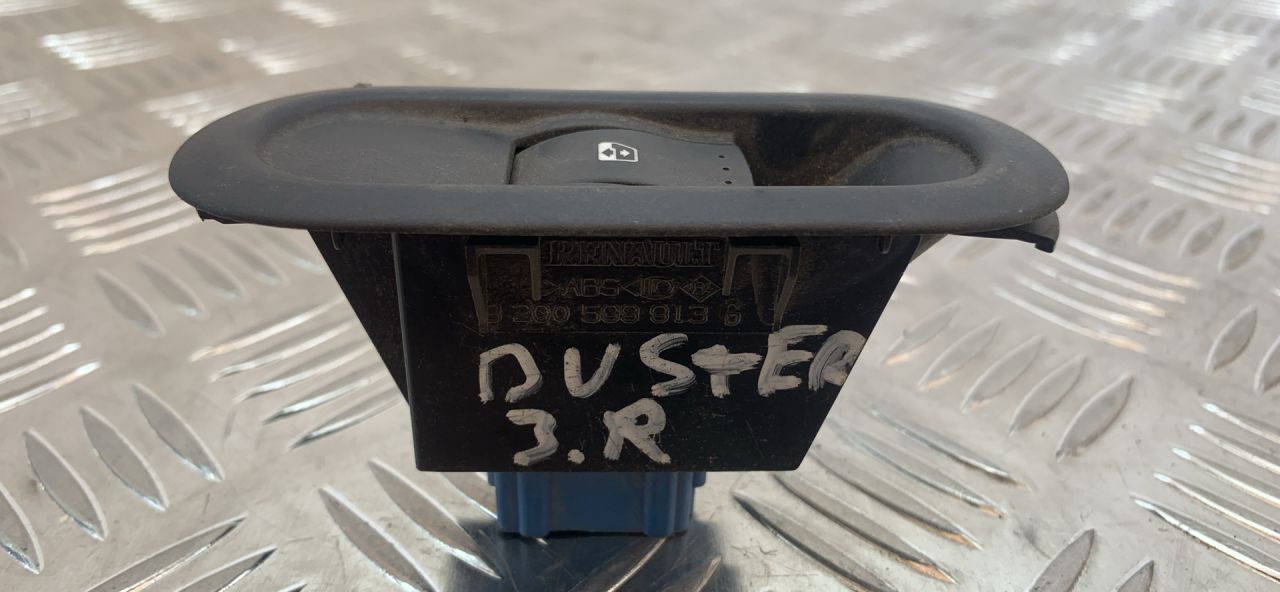 RENAULT
>ABS<
8 200 599 913 G
DUSTER
3.R